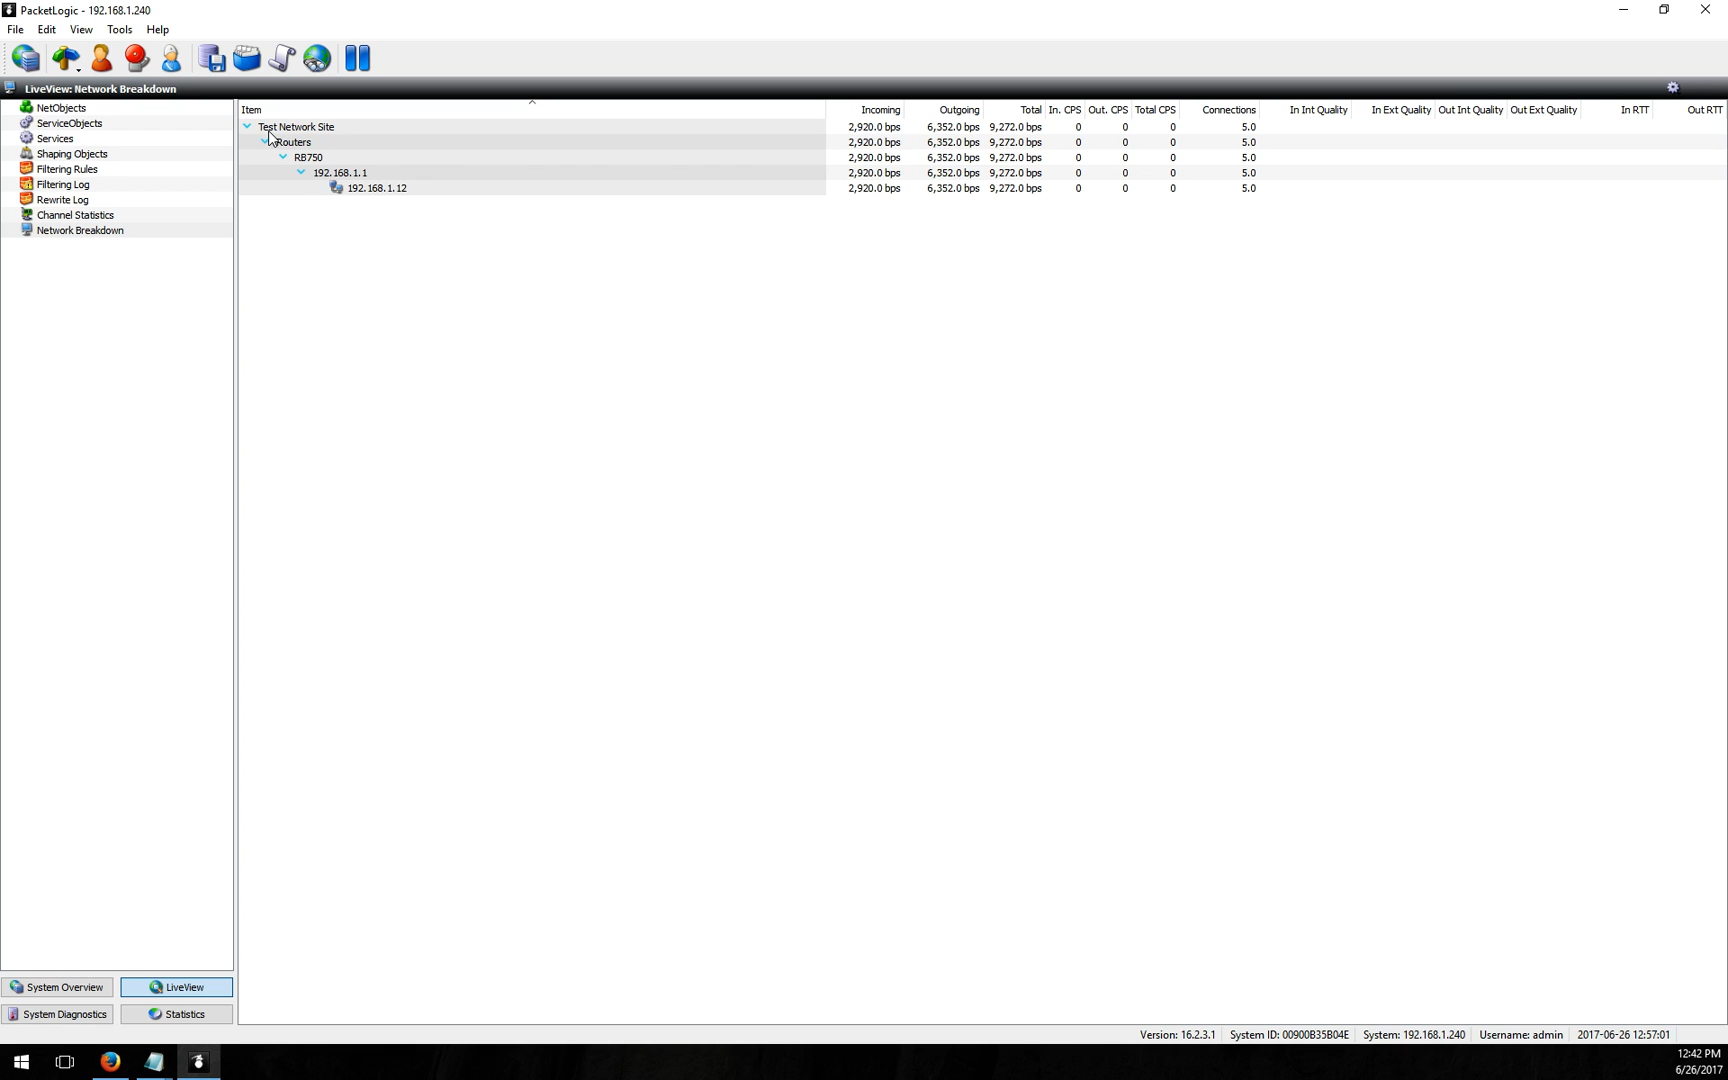 PacketLogic - 192.168.1.240
File Edit View Tools Help
LiveView: Network Breakdown
NetObjects
ServiceObjects
Services
Shaping Objects
Filtering Rules
Filtering Log
Rewrite Log
Channel Statistics
Network Breakdown
Item Incoming Outgoing Total In. CPS Out. CPS Total CPS Connections In Int Quality In Ext Quality Out Int Quality Out Ext Quality In RTT Out RTT
Test Network Site 2,920.0 bps 6,352.0 bps 9,272.0 bps 0 0 0 5.0
Routers 2,920.0 bps 6,352.0 bps 9,272.0 bps 0 0 0 5.0
RB750 2,920.0 bps 6,352.0 bps 9,272.0 bps 0 0 0 5.0
192.168.1.1 2,920.0 bps 6,352.0 bps 9,272.0 bps 0 0 0 5.0
192.168.1.12 2,920.0 bps 6,352.0 bps 9,272.0 bps 0 0 0 5.0
System Overview LiveView
System Diagnostics Statistics
Version: 16.2.3.1 System ID: 00900B35B04E System: 192.168.1.240 Username: admin 2017-06-26 12:57:01
12:42 PM
6/26/2017